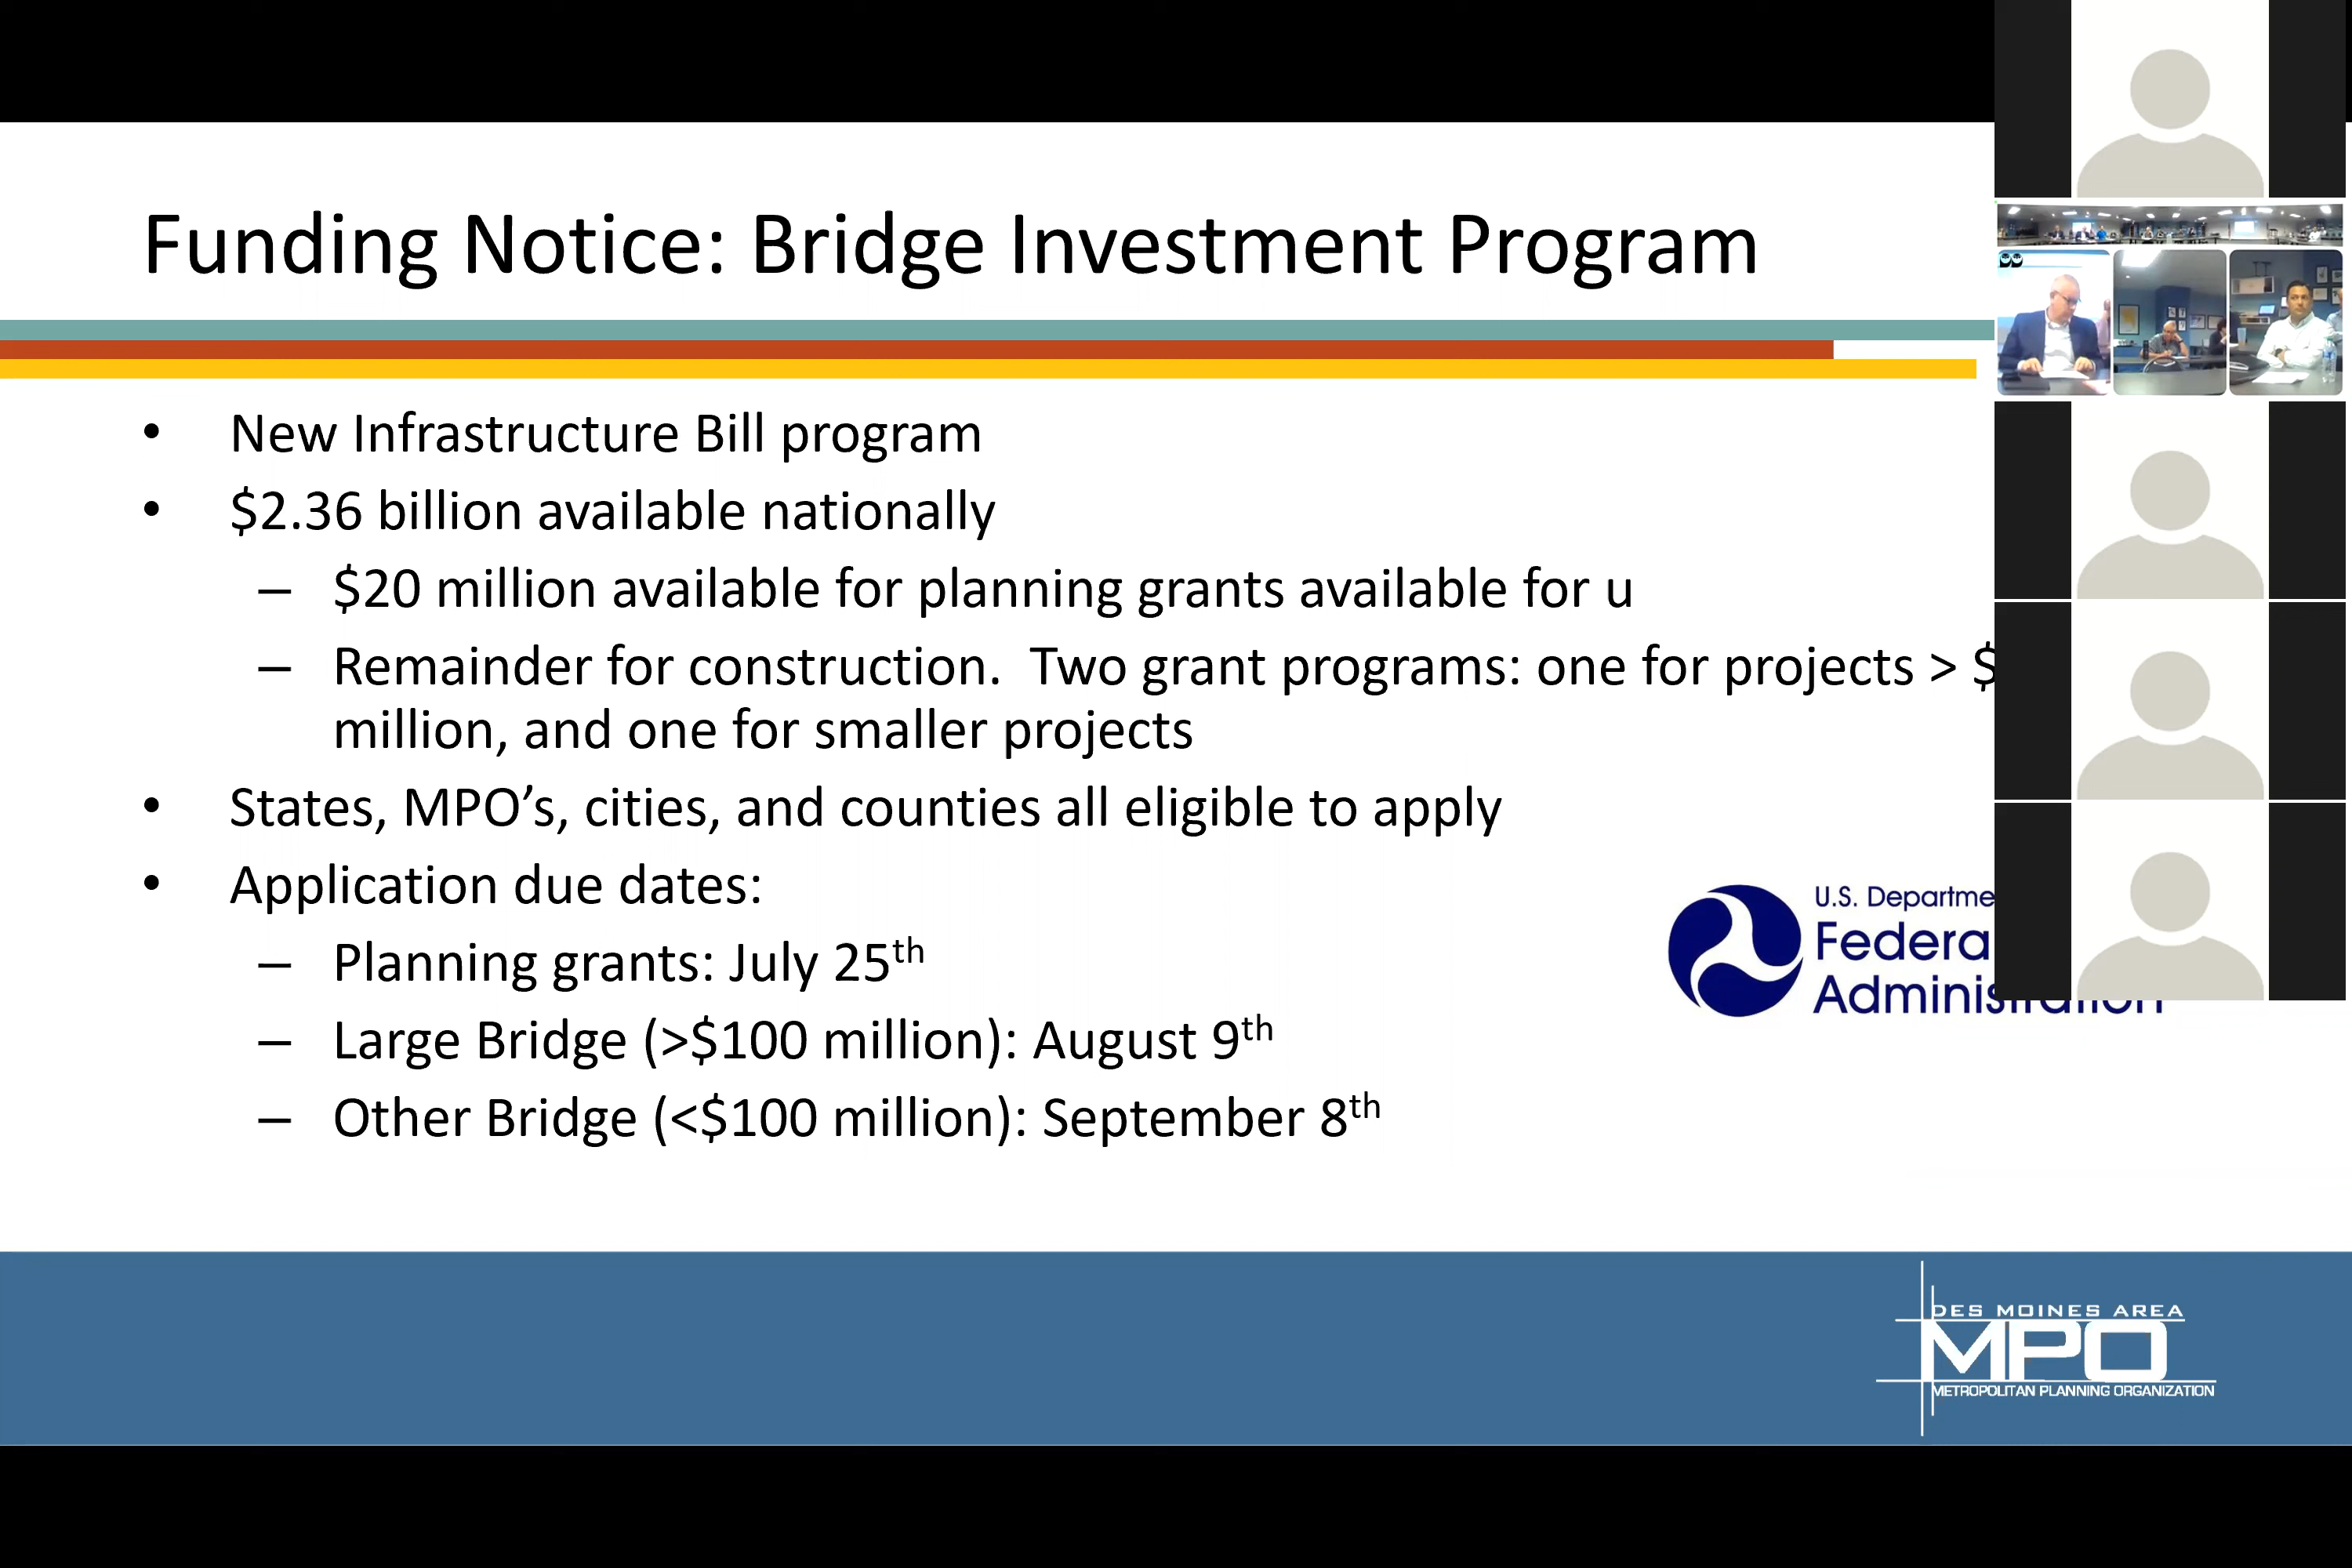 Funding Notice: Bridge Investment Program
• New Infrastructure Bill program
• $2.36 billion available nationally
– $20 million available for planning grants available for u
– Remainder for construction.  Two grant programs: one for projects > $
million, and one for smaller projects
• States, MPO’s, cities, and counties all eligible to apply
• Application due dates:
– Planning grants: July 25th
– Large Bridge (>$100 million): August 9th
– Other Bridge (<$100 million): September 8th
U.S. Departme
Federa
Administration
DES MOINES AREA
MPO
METROPOLITAN PLANNING ORGANIZATION